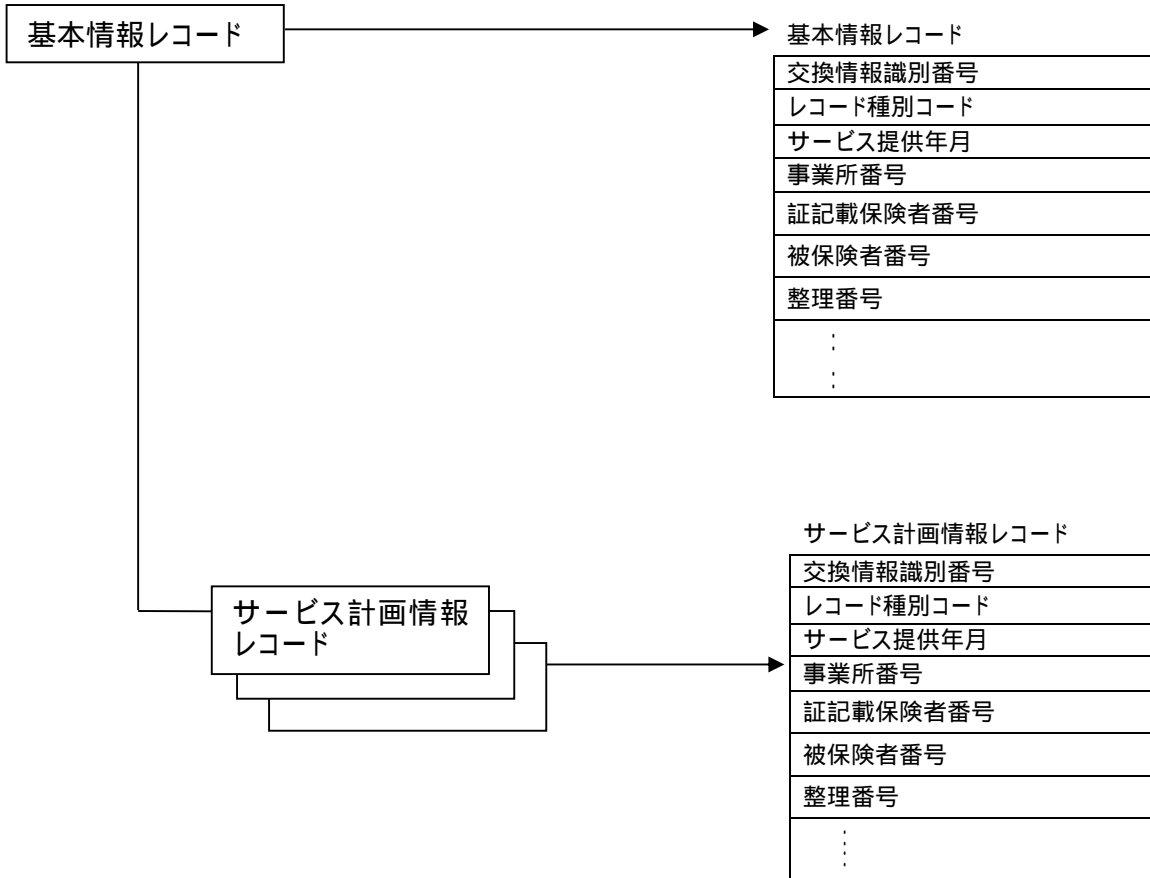 基本情報レコード
基本情報レコード
交換情報識別番号
レコード種別コード
サービス提供年月
事業所番号
証記載保険者番号
被保険者番号
整理番号
サービス計画情報
レコード
サービス計画情報レコード
交換情報識別番号
レコード種別コード
サービス提供年月
事業所番号
証記載保険者番号
被保険者番号
整理番号